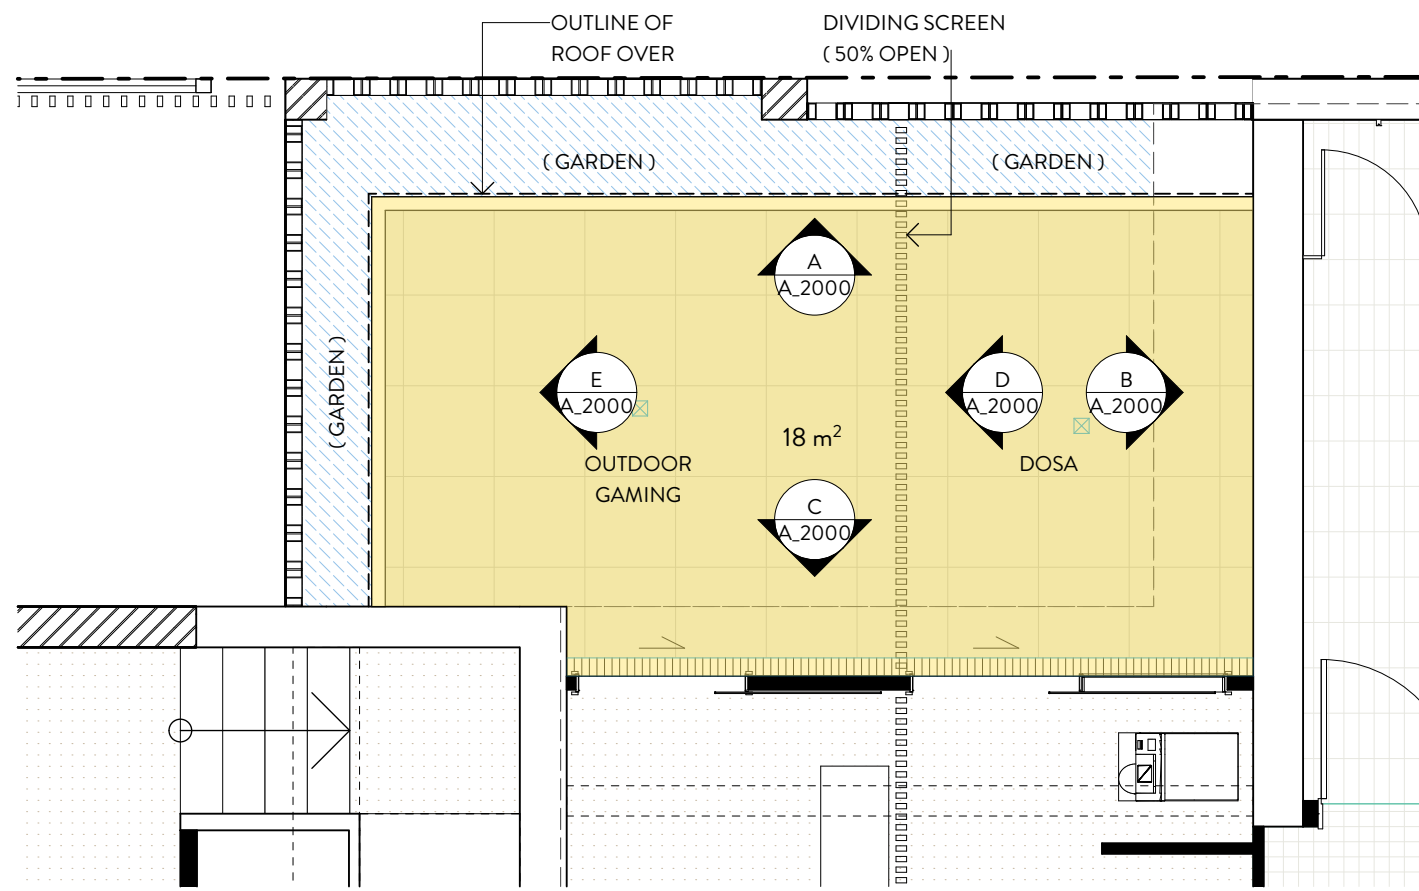 OUTLINE OF
ROOF OVER
DIVIDING SCREEN
( 50% OPEN )
( GARDEN )
( GARDEN )
( GARDEN )
A
A_2000
E
A_2000
D
A_2000
B
A_2000
18 m²
OUTDOOR
GAMING
DOSA
C
A_2000